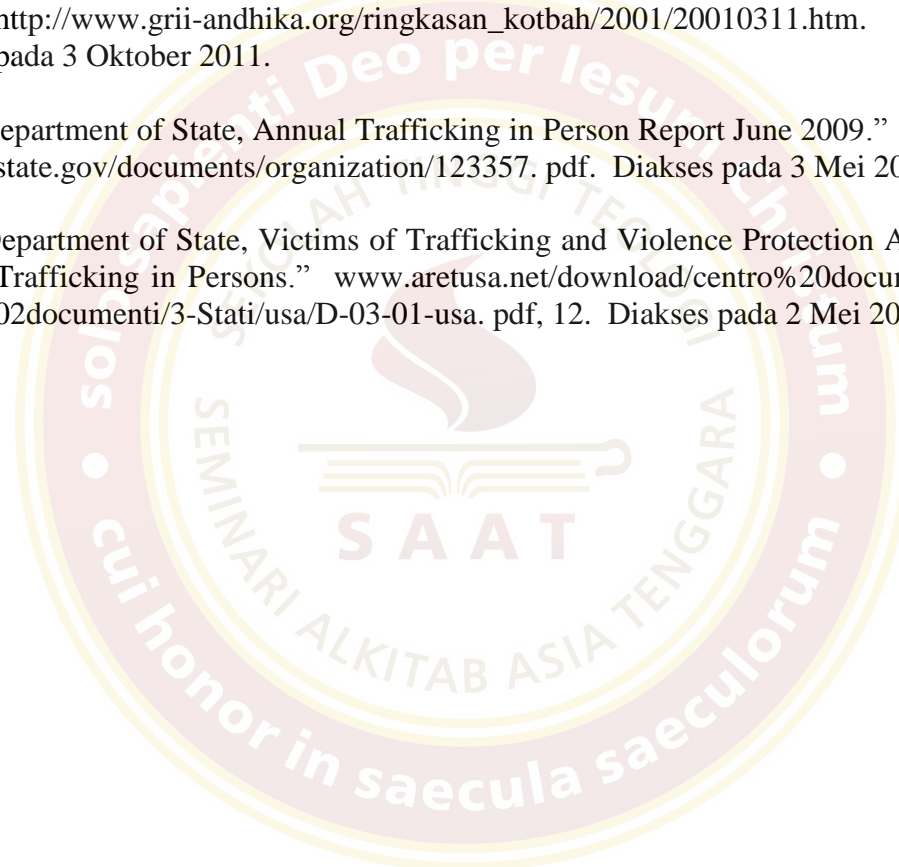 http://www.grii-andhika.org/ringkasan_kotbah/2001/20010311.htm.
pada 3 Oktober 2011.
epartment of State, Annual Trafficking in Person Report June 2009.”
state.gov/documents/organization/123357. pdf. Diakses pada 3 Mei 20
Department of State, Victims of Trafficking and Violence Protection A
Trafficking in Persons.” www.aretusa.net/download/centro%20docu
02documenti/3-Stati/usa/D-03-01-usa. pdf, 12. Diakses pada 2 Mei 20
soli sapienti Deo per Iesum Christum
SEKOLAH TINGGI TEOLOGI
SEMINARI ALKITAB ASIA TENGGARA
SAAT
cui honor in saecula saeculorum